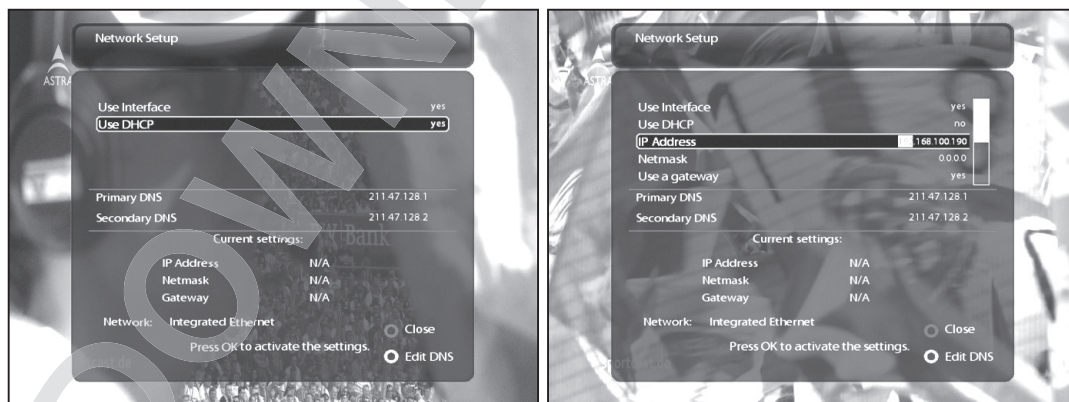 Network Setup
ASTRA
Use Interface yes
Use DHCP yes
Primary DNS 211.47.128.1
Secondary DNS 211.47.128.2
Bank
Current settings:
IP Address N/A
Netmask N/A
Gateway N/A
Network: Integrated Ethernet
Close
Press OK to activate the settings.
Edit DNS
Network Setup
ASTRA
Use Interface yes
Use DHCP no
IP Address .168.100.190
Netmask 0.0.0.0
Use a gateway yes
Primary DNS 211.47.128.1
Secondary DNS 211.47.128.2
Current settings:
IP Address N/A
Netmask N/A
Gateway N/A
Network: Integrated Ethernet
Close
Press OK to activate the settings.
Edit DNS